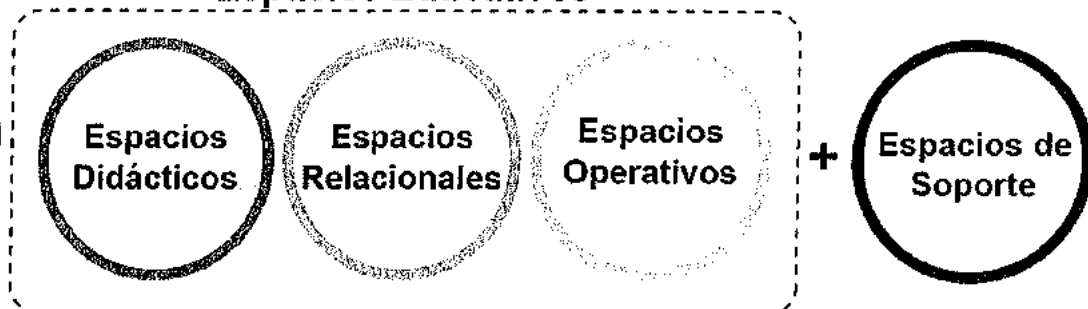 Espacios
Didácticos
Espacios
Relacionales
Espacios
Operativos
+
Espacios de
Soporte